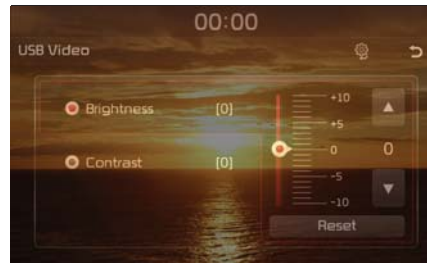 00:00
USB Video
Brightness [0]
Contrast [0]
+10
+5
0
-5
-10
▲
0
▼
Reset